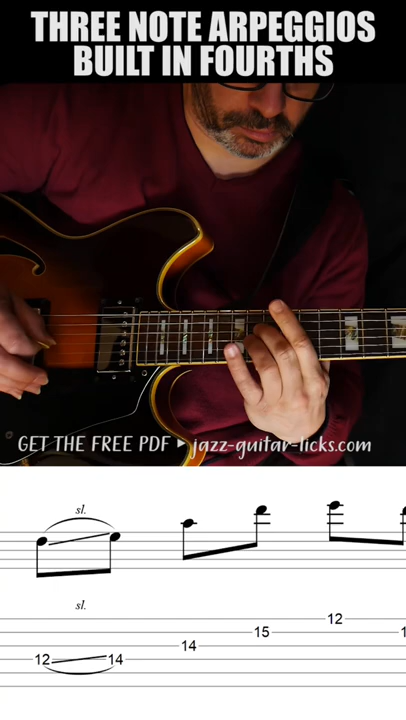 THREE NOTE ARPEGGIOS
BUILT IN FOURTHS
GET THE FREE PDF ▸ jazz-guitar-licks.com
sl.
sl.
12
15
14
12 14